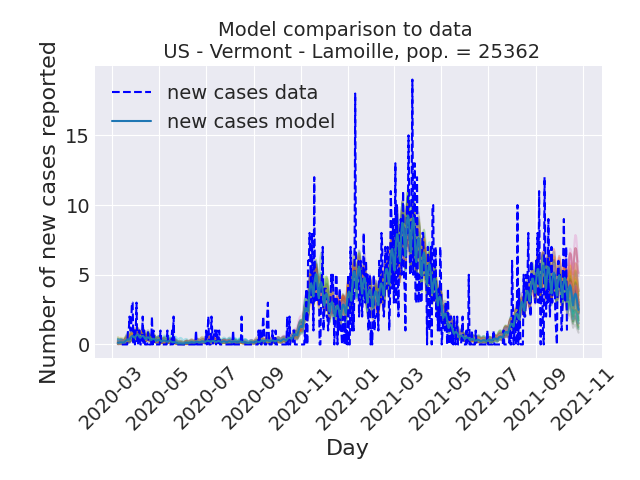 Model comparison to data
US - Vermont - Lamoille, pop. = 25362
new cases data
new cases model
Number of new cases reported
15
10
5
0
2020-03
2020-05
2020-07
2020-09
2020-11
2021-01
2021-03
2021-05
2021-07
2021-09
2021-11
Day